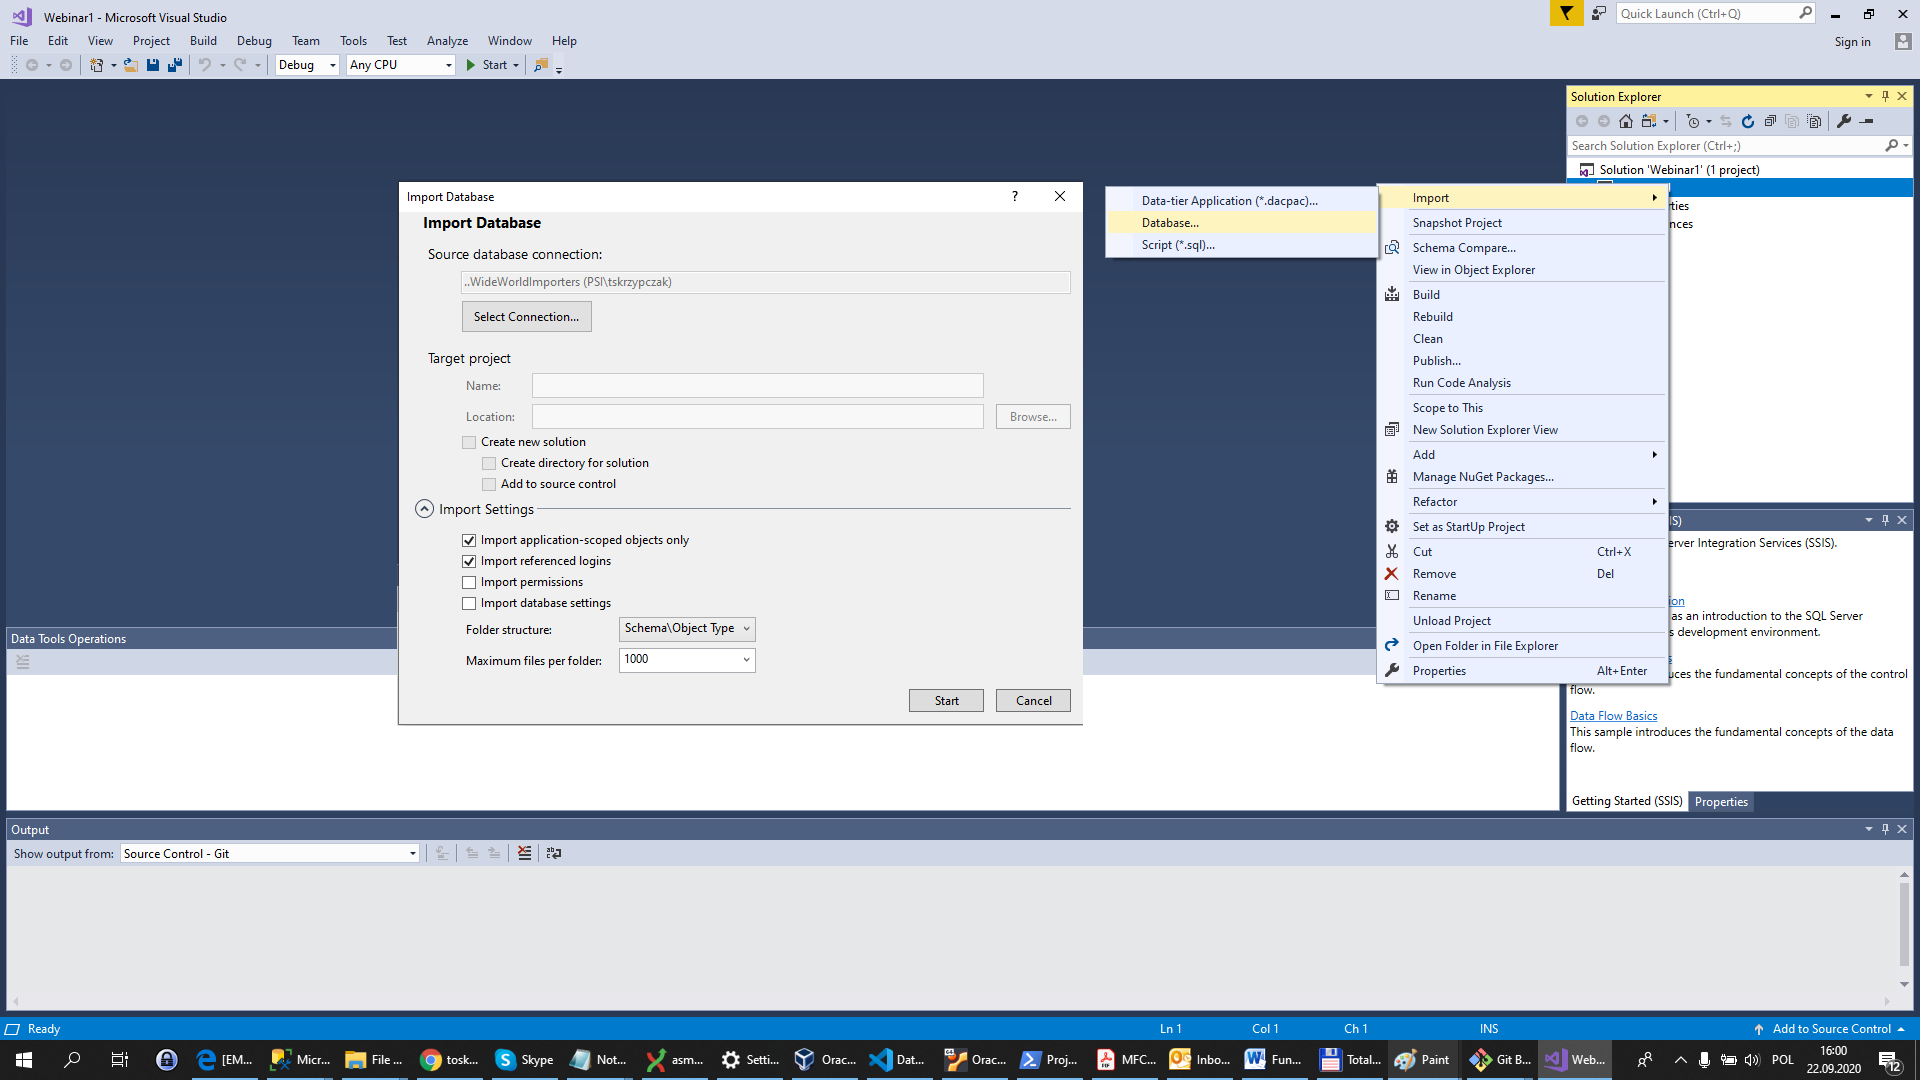 Webinar1 - Microsoft Visual Studio
Quick Launch (Ctrl+Q)
File Edit View Project Build Debug Team Tools Test Analyze Window Help
Sign in
Debug Any CPU Start
Solution Explorer
Search Solution Explorer (Ctrl+;)
Solution 'Webinar1' (1 project)
rties
nces
Import Database
?
Import Database
Source database connection:
..WideWorldImporters (PSI\tskrzypczak)
Select Connection...
Target project
Name:
Location:
Browse...
Create new solution
Create directory for solution
Add to source control
Import Settings
Import application-scoped objects only
Import referenced logins
Import permissions
Import database settings
Folder structure: Schema\Object Type
Maximum files per folder: 1000
Start Cancel
Data-tier Application (*.dacpac)...
Database...
Script (*.sql)...
Import
Snapshot Project
Schema Compare...
View in Object Explorer
Build
Rebuild
Clean
Publish...
Run Code Analysis
Scope to This
New Solution Explorer View
Add
Manage NuGet Packages...
Refactor
Set as StartUp Project
Cut Ctrl+X
Remove Del
Rename
Unload Project
Open Folder in File Explorer
Properties Alt+Enter
SIS)
erver Integration Services (SSIS).
ion
as an introduction to the SQL Server
s development environment.
s
uces the fundamental concepts of the control
flow.
Data Flow Basics
This sample introduces the fundamental concepts of the data
flow.
Getting Started (SSIS) Properties
Data Tools Operations
Output
Show output from: Source Control - Git
Ready
Ln 1 Col 1 Ch 1 INS
Add to Source Control
[EM... Micr... File ... tosk... Skype Not... asm... Setti... Orac... Dat... Orac... Proj... MFC... Inbo... Fun... Total... Paint Git B... Web...
POL
16:00
22.09.2020
12